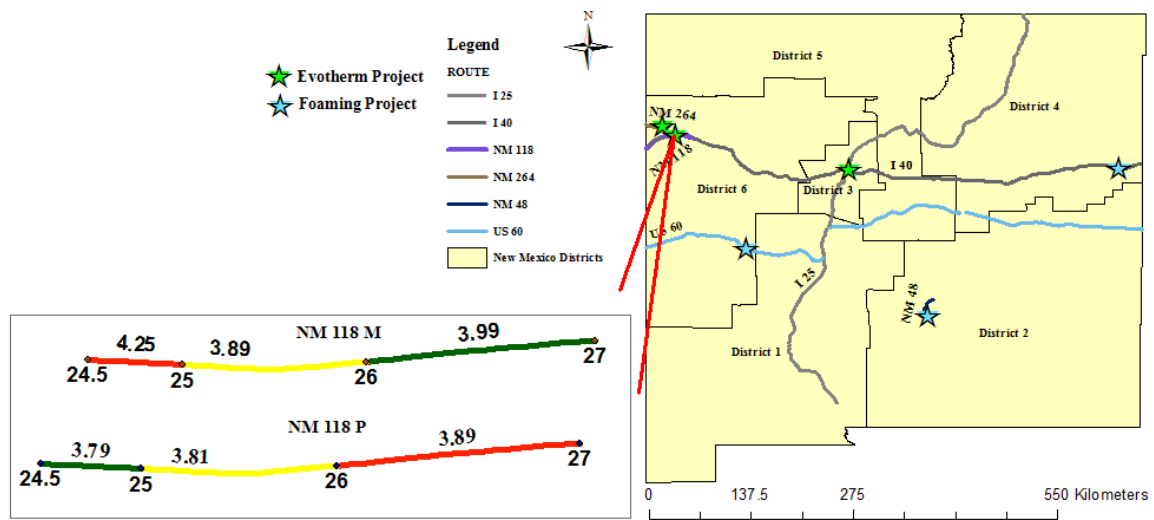 N
Legend
ROUTE
I 25
I 40
NM 118
NM 264
NM 48
US 60
New Mexico Districts
Evotherm Project
Foaming Project
District 5
District 4
NM 264
NM 118
I 40
District 6
District 3
US 60
I 25
NM 48
District 2
District 1
0 137.5 275 550 Kilometers
NM 118 M
4.25 3.89 3.99
24.5 25 26 27
NM 118 P
3.79 3.81 3.89
24.5 25 26 27